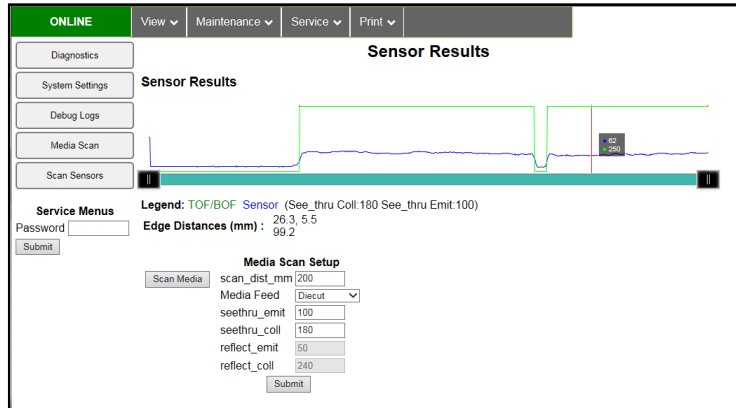 ONLINE View Maintenance Service Print
Sensor Results
Diagnostics
System Settings
Debug Logs
Media Scan
Scan Sensors
Service Menus
Password
Submit
Sensor Results
62
250
Legend: TOF/BOF Sensor (See_thru Coll:180 See_thru Emit:100)
Edge Distances (mm) : 26.3, 5.5
99.2
Media Scan Setup
Scan Media scan_dist_mm 200
Media Feed Diecut
seethru_emit 100
seethru_coll 180
reflect_emit 50
reflect_coll 240
Submit